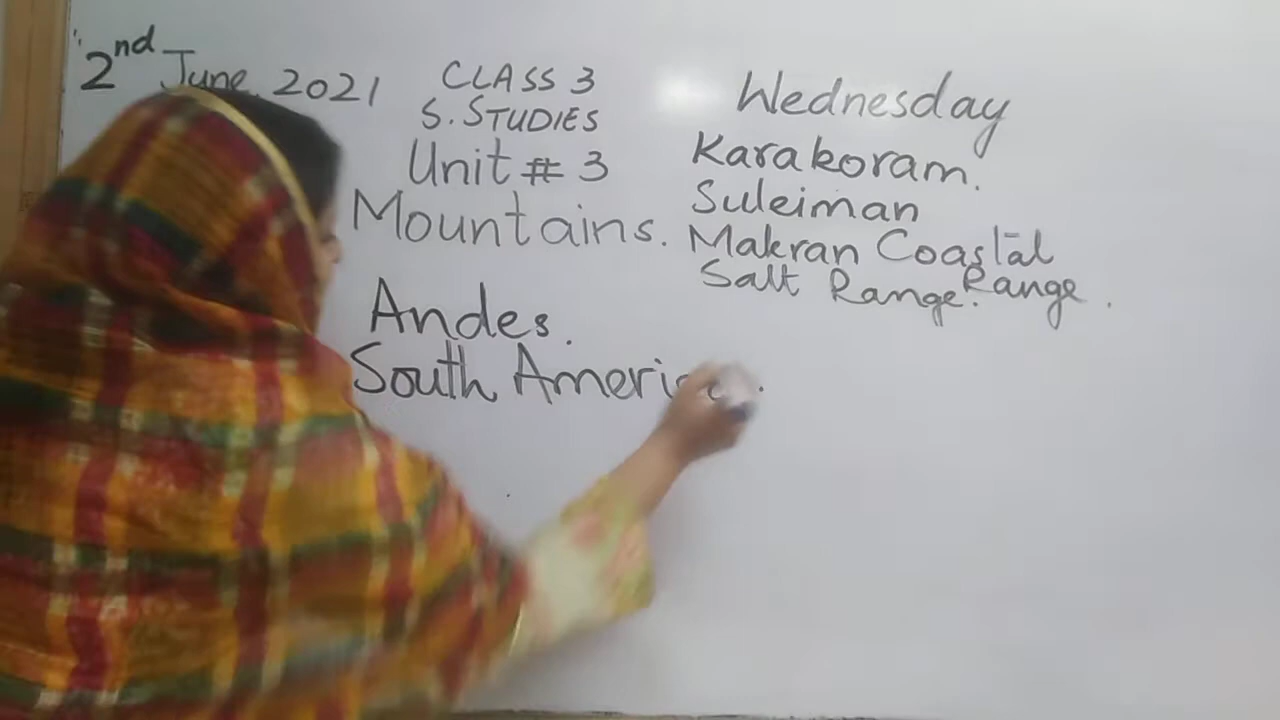 2nd June 2021
CLASS 3
S. STUDIES
Unit # 3
Mountains.
Andes.
South America.
Wednesday
Karakoram.
Suleiman
Makran Coastal
Range.
Salt Range.